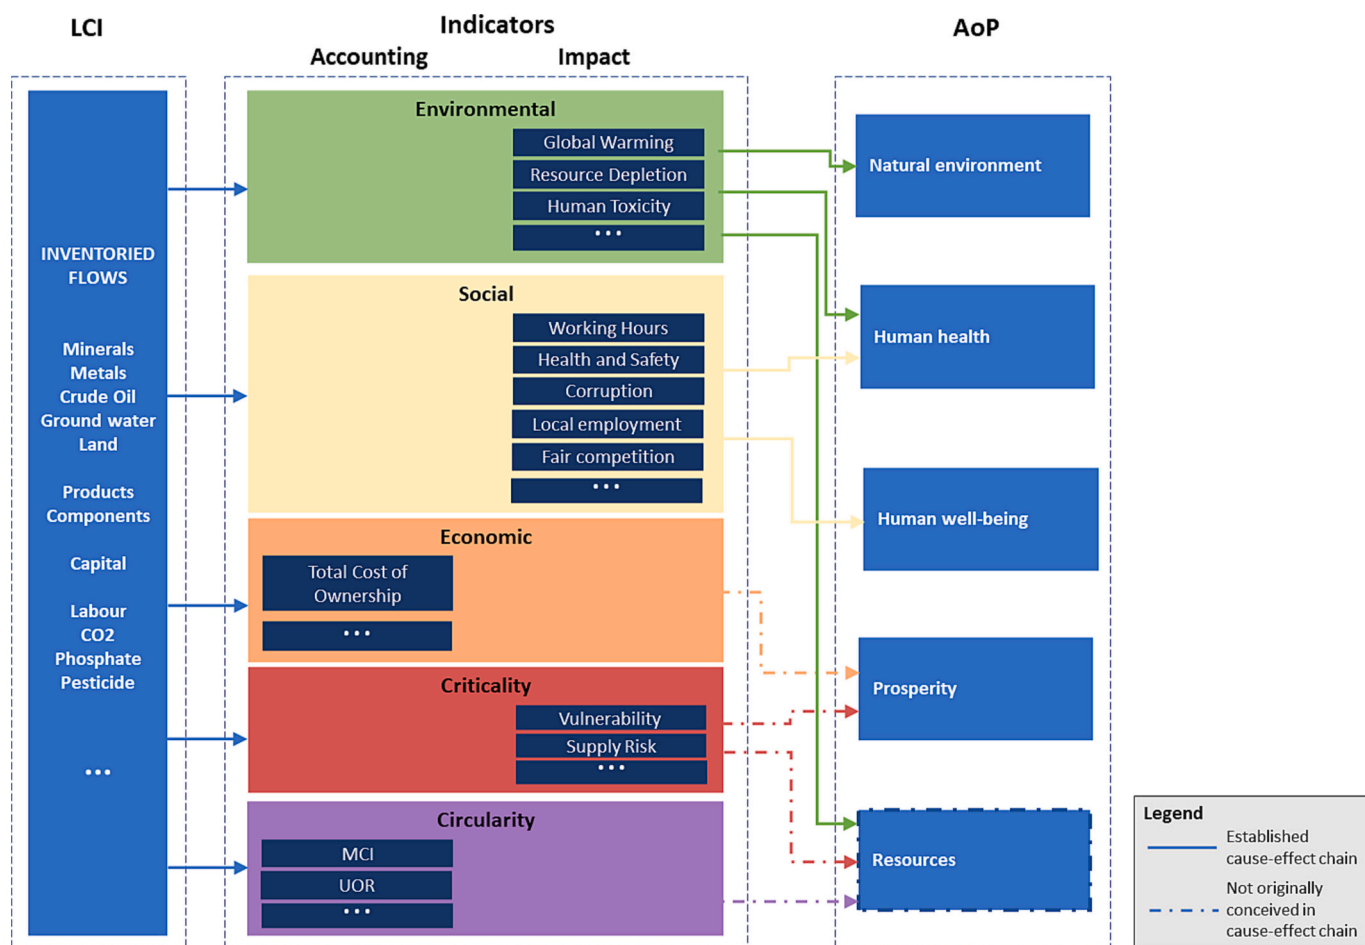 LCI
Indicators
AoP
Accounting
Impact
INVENTORIED
FLOWS
Minerals
Metals
Crude Oil
Ground water
Land
Products
Components
Capital
Labour
CO2
Phosphate
Pesticide
...
Environmental
Global Warming
Resource Depletion
Human Toxicity
...
Social
Working Hours
Health and Safety
Corruption
Local employment
Fair competition
...
Economic
Total Cost of
Ownership
...
Criticality
Vulnerability
Supply Risk
...
Circularity
MCI
UOR
...
Natural environment
Human health
Human well-being
Prosperity
Resources
Legend
Established
cause-effect chain
Not originally
conceived in
cause-effect chain